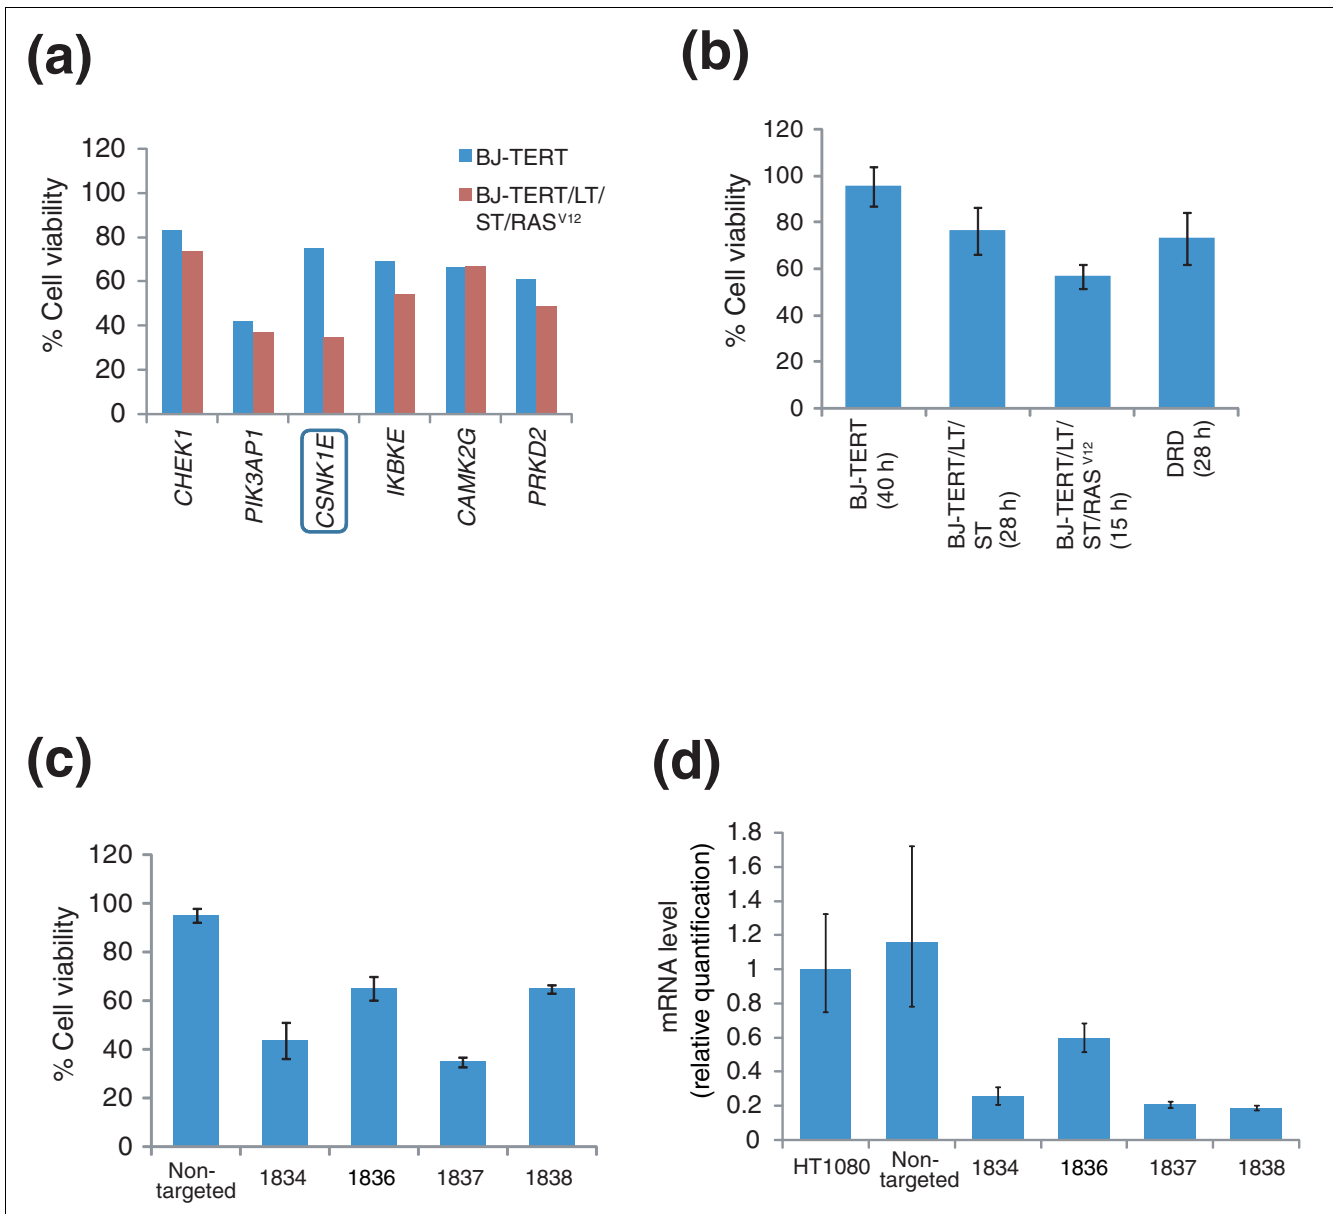 (a)
120
100
80
60
40
20
0
% Cell viability
BJ-TERT
BJ-TERT/LT/
ST/RAS^V12
CHEK1
PIK3AP1
CSNK1E
IKBKE
CAMK2G
PRKD2
(b)
120
100
80
60
40
20
0
% Cell viability
BJ-TERT
(40 h)
BJ-TERT/LT/
ST
(28 h)
BJ-TERT/LT/
ST/RAS^V12
(15 h)
DRD
(28 h)
(c)
120
100
80
60
40
20
0
% Cell viability
Non-
targeted
1834
1836
1837
1838
(d)
1.8
1.6
1.4
1.2
1
0.8
0.6
0.4
0.2
0
mRNA level
(relative quantification)
HT1080
Non-
targeted
1834
1836
1837
1838